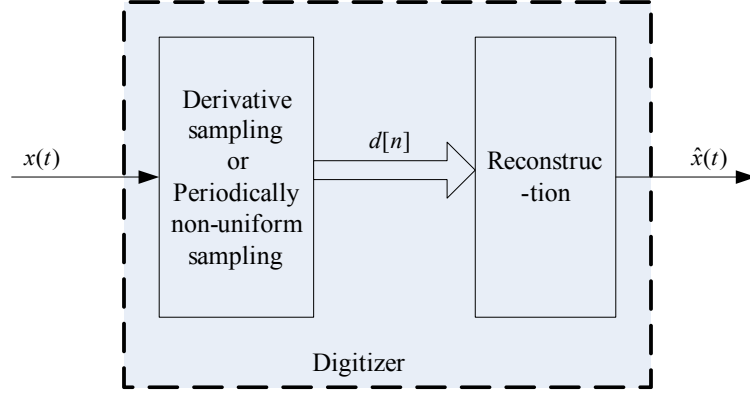 x(t)
Derivative
sampling
or
Periodically
non-uniform
sampling
d[n]
Reconstruc
-tion
x̂(t)
Digitizer